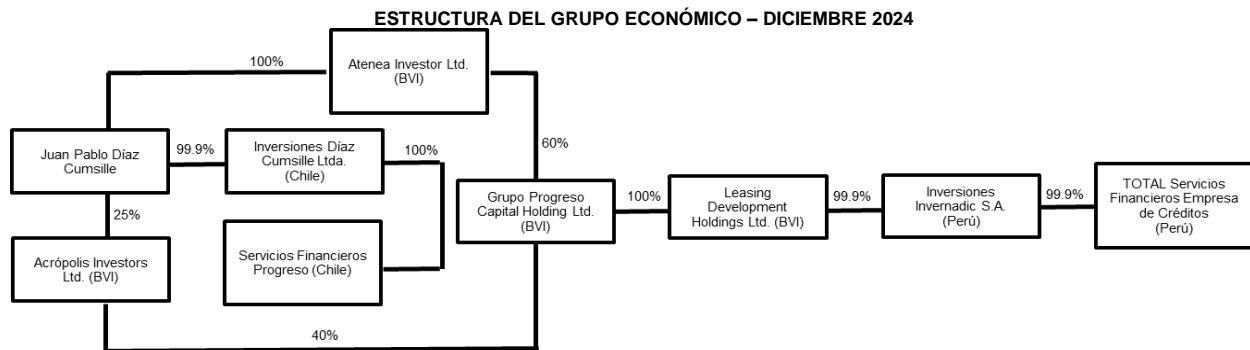 ESTRUCTURA DEL GRUPO ECONÓMICO – DICIEMBRE 2024
100%
Atenea Investor Ltd.
(BVI)
Juan Pablo Díaz
Cumsille
99.9%
Inversiones Díaz
Cumsille Ltda.
(Chile)
100%
60%
25%
Acrópolis Investors
Ltd. (BVI)
Servicios Financieros
Progreso (Chile)
Grupo Progreso
Capital Holding Ltd.
(BVI)
100%
Leasing
Development
Holdings Ltd. (BVI)
99.9%
Inversiones
Invernadic S.A.
(Perú)
99.9%
TOTAL Servicios
Financieros Empresa
de Créditos
(Perú)
40%